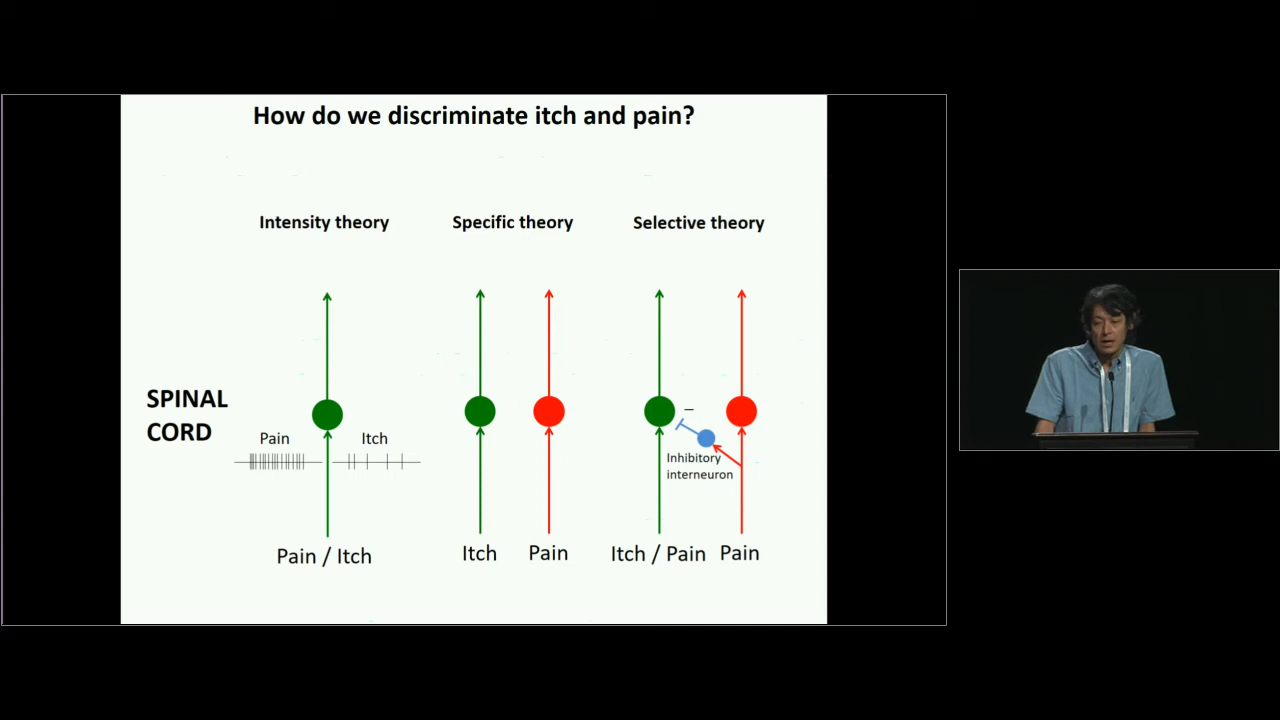 How do we discriminate itch and pain?
Intensity theory
Specific theory
Selective theory
SPINAL
CORD
Pain
Itch
–
Inhibitory
interneuron
Pain / Itch
Itch
Pain
Itch / Pain
Pain